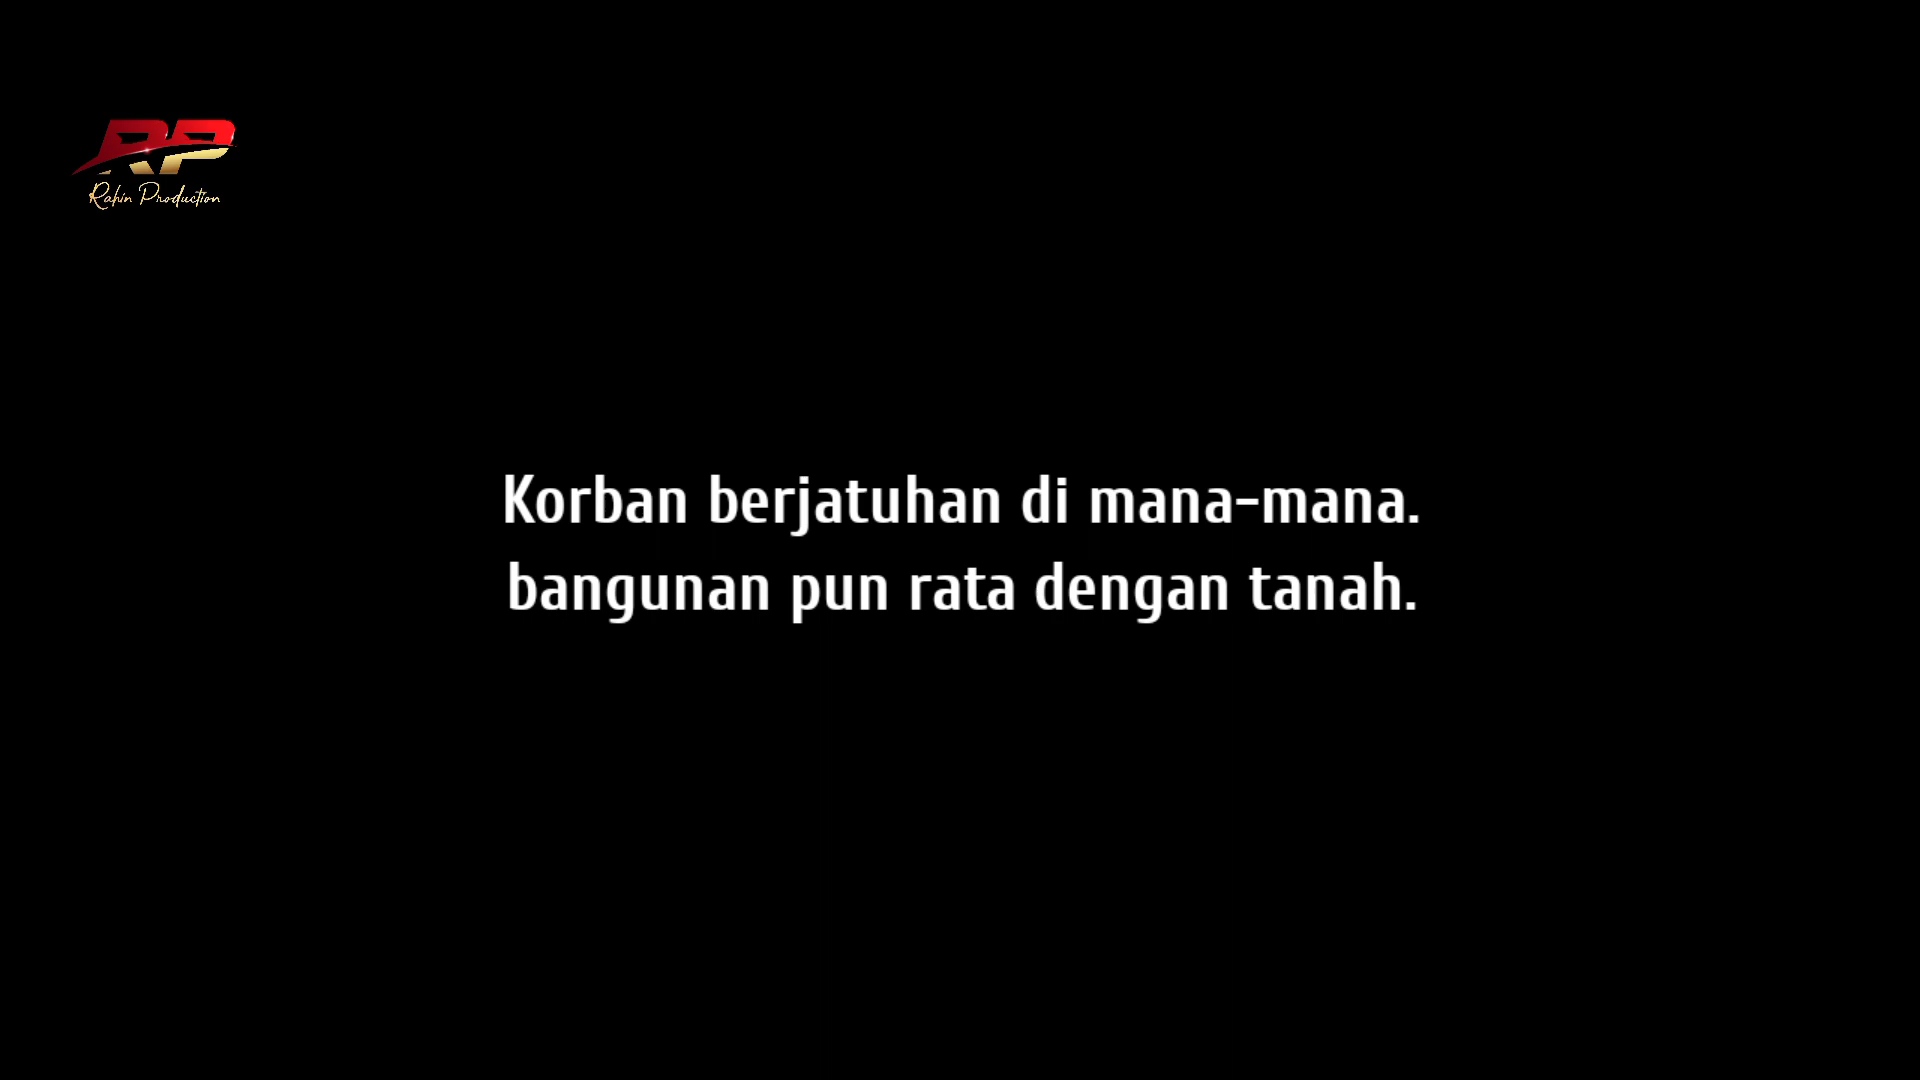 RP
Rahin Production
Korban berjatuhan di mana-mana.
bangunan pun rata dengan tanah.